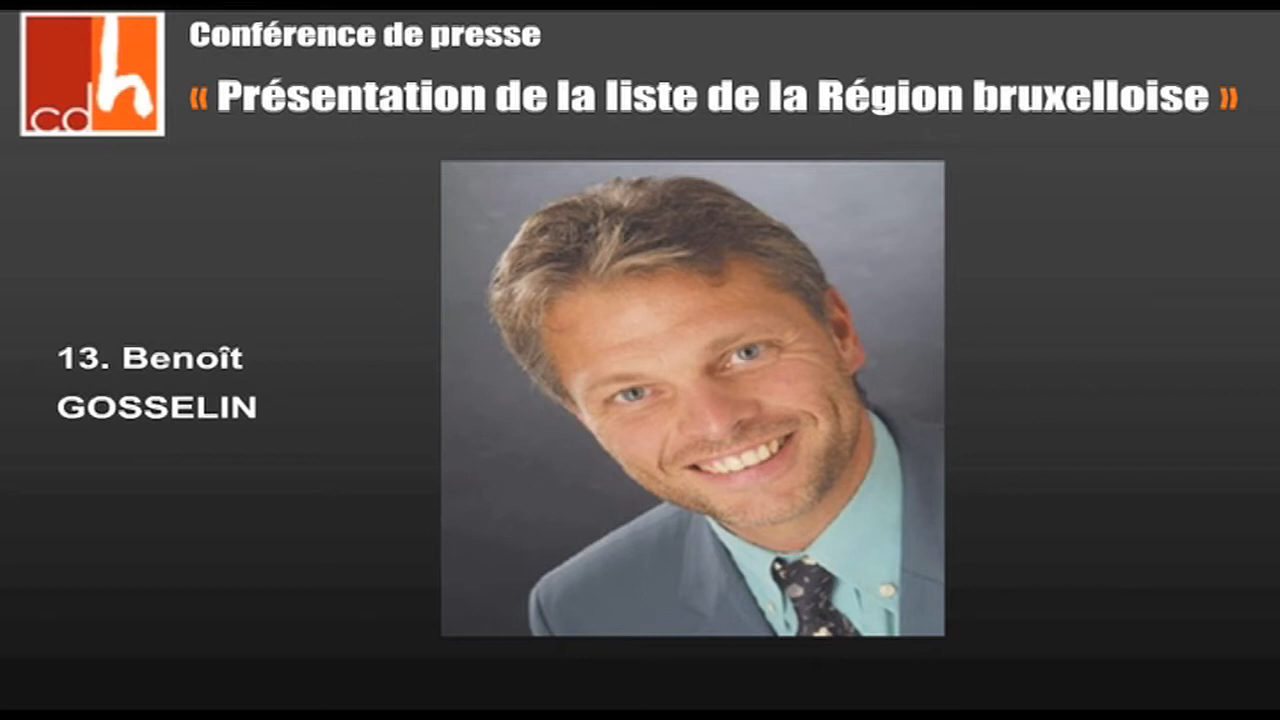 cdh
Conférence de presse
« Présentation de la liste de la Région bruxelloise »
13. Benoît
GOSSELIN